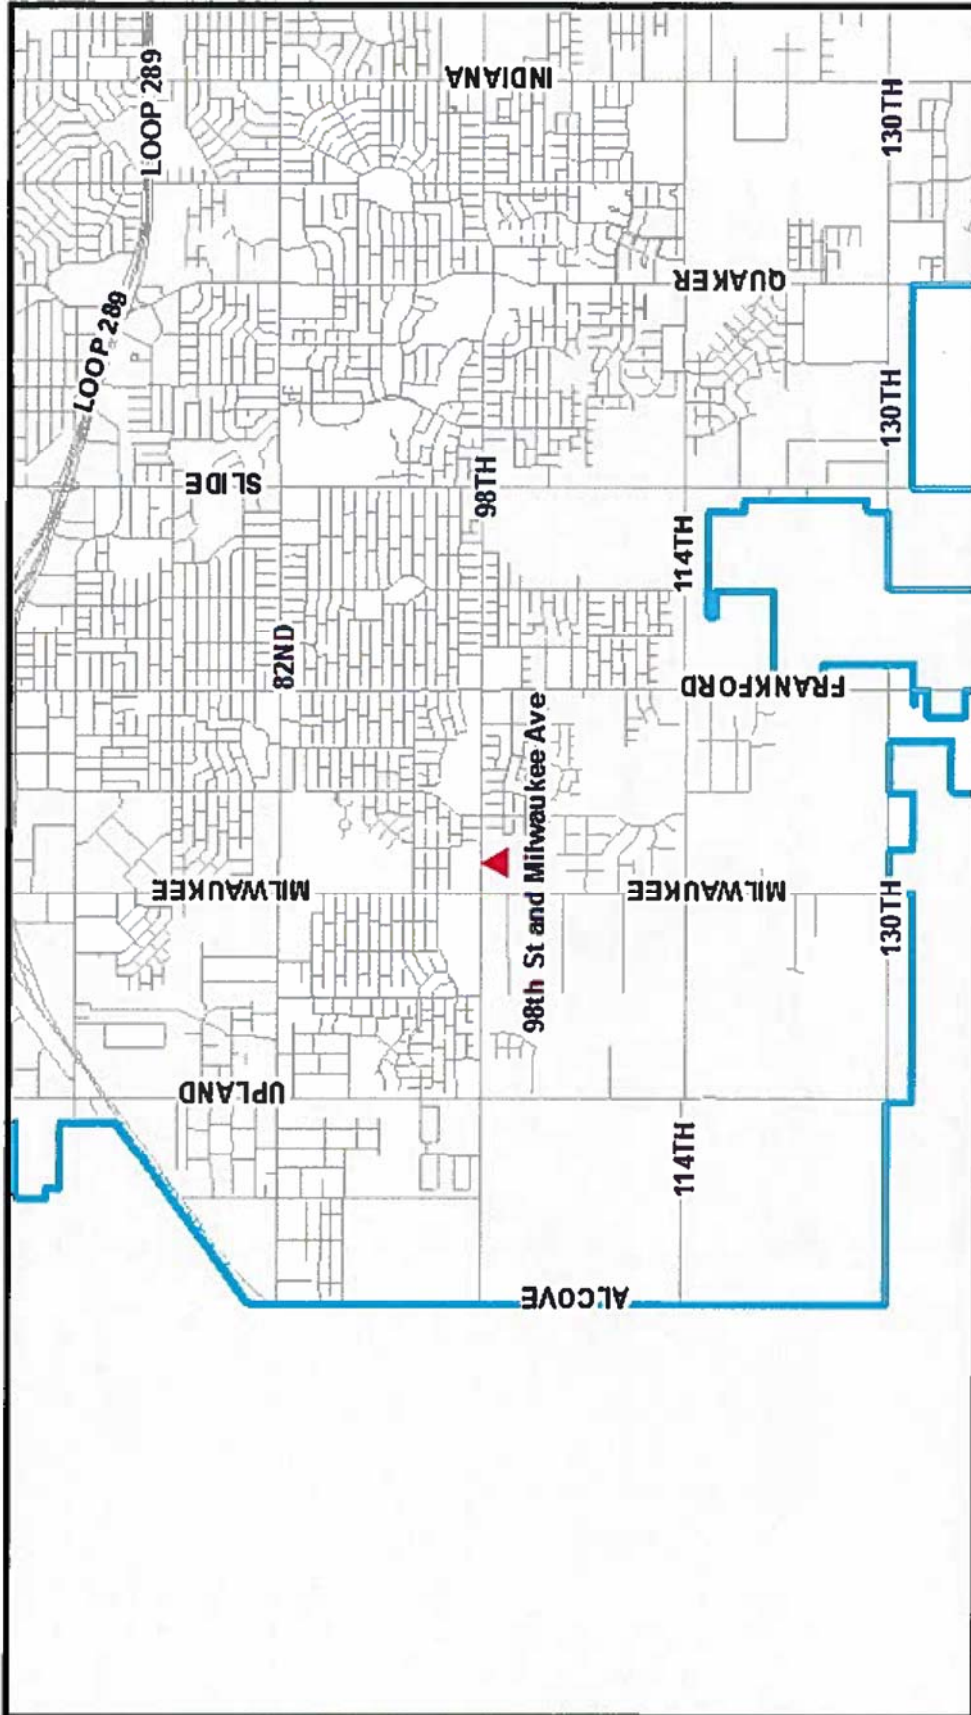 LOOP 289
LOOP 289
UPLAND
MILWAUKEE
SLIDE
82ND
98TH
INDIANA
98th St and Milwaukee Ave
ALCOVE
114TH
114TH
MILWAUKEE
QUAKER
FRANKFORD
130TH
130TH
130TH